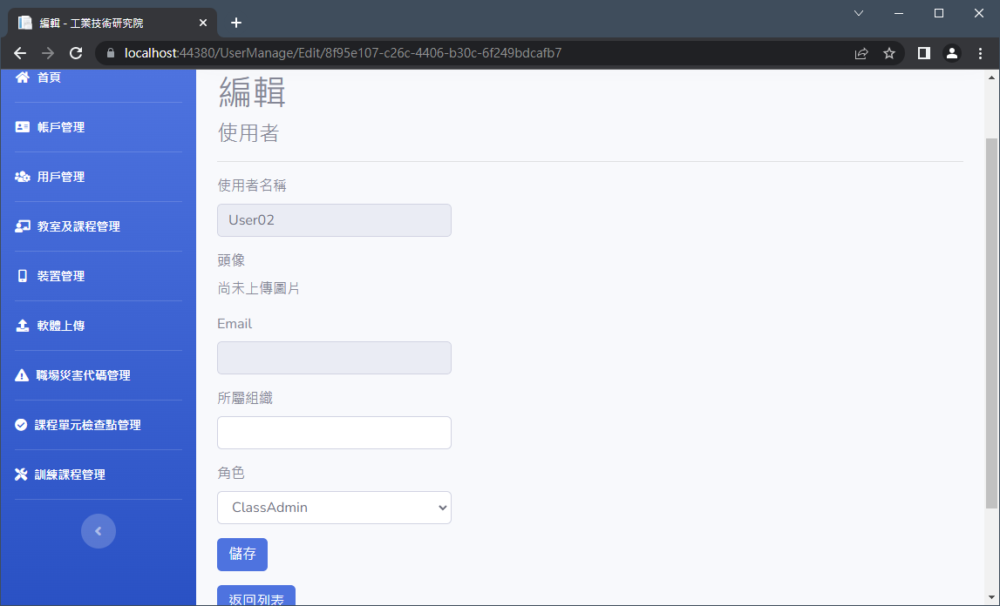 編輯 - 工業技術研究院
localhost:44380/UserManage/Edit/8f95e107-c26c-4406-b30c-6f249bdcafb7
首頁
帳戶管理
用戶管理
教室及課程管理
裝置管理
軟體上傳
職場災害代碼管理
課程單元檢查點管理
訓練課程管理
編輯
使用者
使用者名稱
User02
頭像
尚未上傳圖片
Email
所屬組織
角色
ClassAdmin
儲存
返回列表